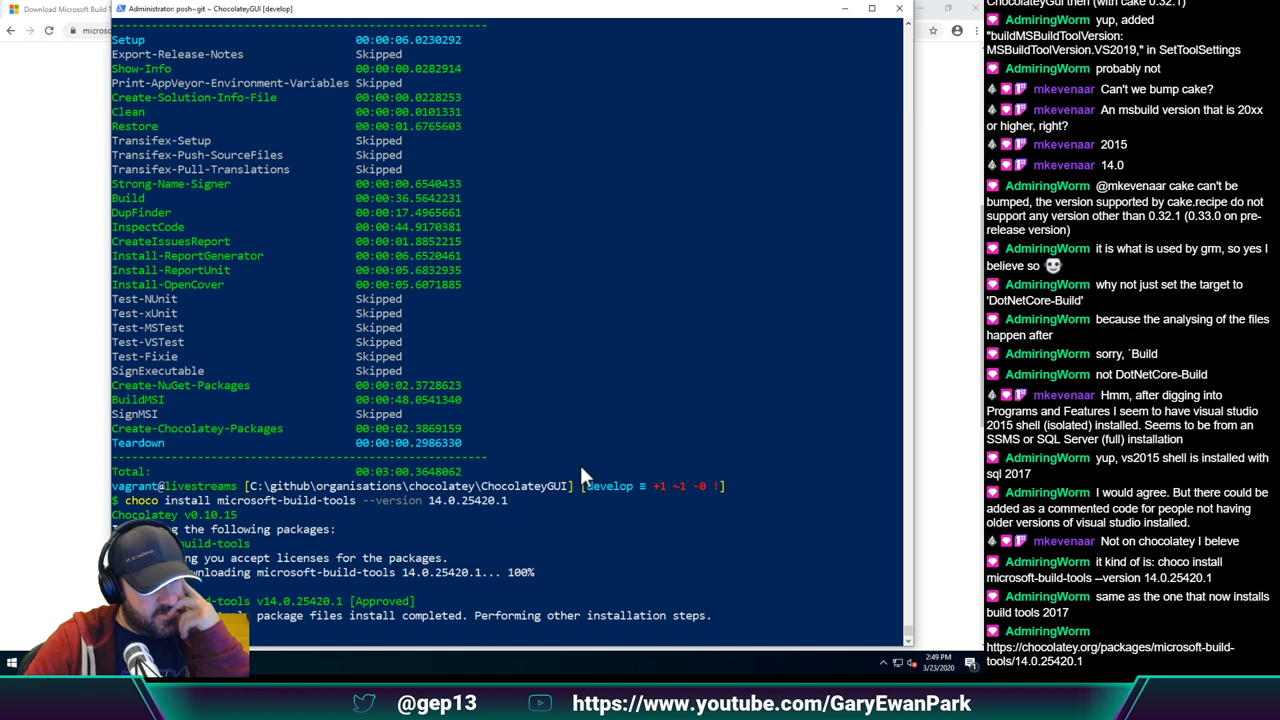 Download Microsoft Build T
Administrator: posh~git ~ ChocolateyGUI [develop]
microsc
Setup 00:00:06.0230292
Export-Release-Notes Skipped
Show-Info 00:00:00.0282914
Print-AppVeyor-Environment-Variables Skipped
Create-Solution-Info-File 00:00:00.0228253
Clean 00:00:00.0101331
Restore 00:00:01.6765603
Transifex-Setup Skipped
Transifex-Push-SourceFiles Skipped
Transifex-Pull-Translations Skipped
Strong-Name-Signer 00:00:00.6540433
Build 00:00:36.5642231
DupFinder 00:00:17.4965661
InspectCode 00:00:44.9170381
CreateIssuesReport 00:00:01.8852215
Install-ReportGenerator 00:00:06.6520461
Install-ReportUnit 00:00:05.6832935
Install-OpenCover 00:00:05.6071885
Test-NUnit Skipped
Test-xUnit Skipped
Test-MSTest Skipped
Test-VSTest Skipped
Test-Fixie Skipped
SignExecutable Skipped
Create-NuGet-Packages 00:00:02.3728623
BuildMSI 00:00:48.0541340
SignMSI Skipped
Create-Chocolatey-Packages 00:00:02.3869159
Teardown 00:00:00.2986330
Total: 00:03:00.3648062
vagrant@livestreams [C:\github\organisations\chocolatey\ChocolateyGUI] [develop ≡ +1 ~1 -0 !]
$ choco install microsoft-build-tools --version 14.0.25420.1
Chocolatey v0.10.15
the following packages:
uild-tools
ng you accept licenses for the packages.
wnloading microsoft-build-tools 14.0.25420.1... 100%
d-tools v14.0.25420.1 [Approved]
package files install completed. Performing other installation steps.
2:49 PM
3/23/2020
ChocolateyGui then (with cake 0.32.1)
AdmiringWorm yup, added
"buildMSBuildToolVersion:
MSBuildToolVersion.VS2019," in SetToolSettings
AdmiringWorm probably not
mkevenaar Can't we bump cake?
mkevenaar An msbuild version that is 20xx
or higher, right?
mkevenaar 2015
mkevenaar 14.0
AdmiringWorm @mkevenaar cake can't be
bumped, the version supported by cake.recipe do not
support any version other than 0.32.1 (0.33.0 on pre-
release version)
AdmiringWorm it is what is used by grm, so yes I
believe so
AdmiringWorm why not just set the target to
'DotNetCore-Build'
AdmiringWorm because the analysing of the files
happen after
AdmiringWorm sorry, `Build
AdmiringWorm not DotNetCore-Build
mkevenaar Hmm, after digging into
Programs and Features I seem to have visual studio
2015 shell (isolated) installed. Seems to be from an
SSMS or SQL Server (full) installation
AdmiringWorm yup, vs2015 shell is installed with
sql 2017
AdmiringWorm I would agree. But there could be
added as a commented code for people not having
older versions of visual studio installed.
mkevenaar Not on chocolatey I beleve
AdmiringWorm it kind of is: choco install
microsoft-build-tools --version 14.0.25420.1
AdmiringWorm same as the one that now installs
build tools 2017
AdmiringWorm
https://chocolatey.org/packages/microsoft-build-
tools/14.0.25420.1
@gep13
https://www.youtube.com/GaryEwanPark